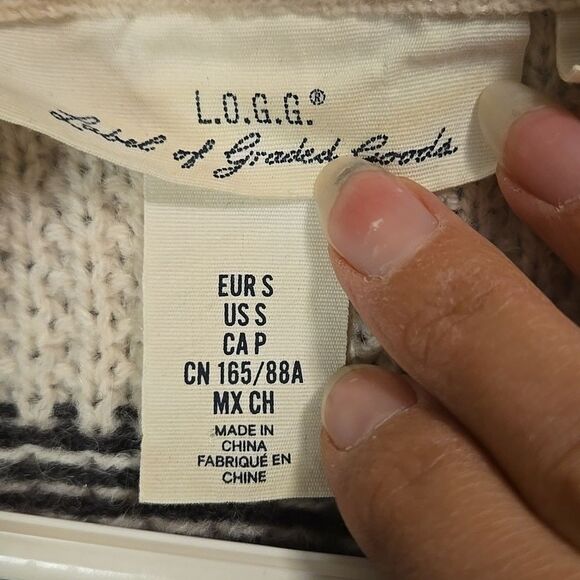 L.O.G.G.®
Label of Graded Goods
EUR S
US S
CA P
CN 165/88A
MX CH
MADE IN
CHINA
FABRIQUÉ EN
CHINE